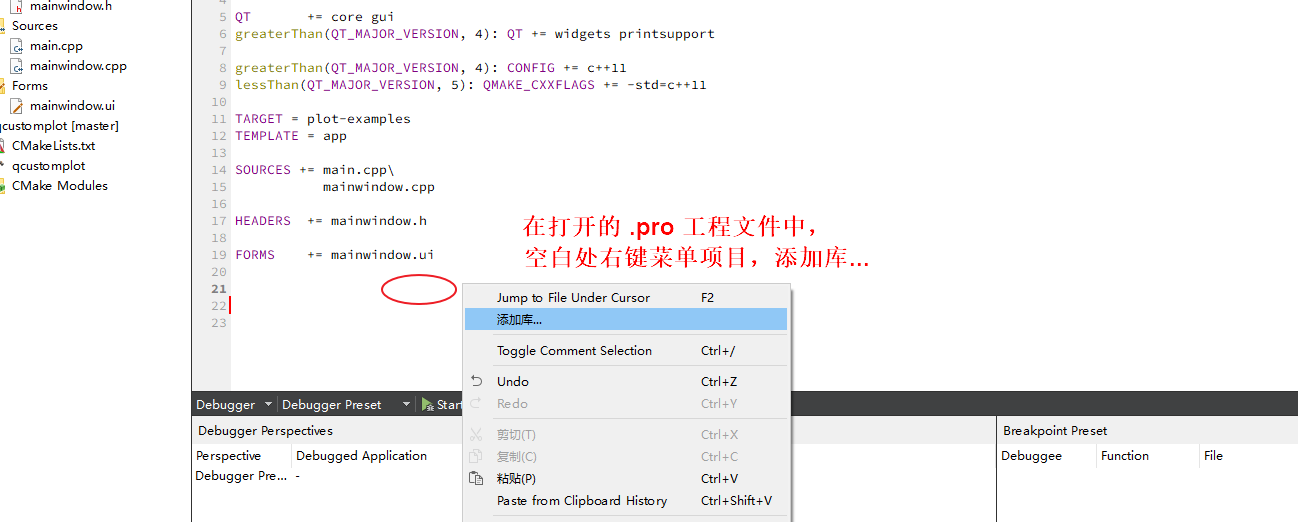 mainwindow.h
Sources
main.cpp
mainwindow.cpp
Forms
mainwindow.ui
qcustomplot [master]
CMakeLists.txt
qcustomplot
CMake Modules
4
5 QT       += core gui
6 greaterThan(QT_MAJOR_VERSION, 4): QT += widgets printsupport
7
8 greaterThan(QT_MAJOR_VERSION, 4): CONFIG += c++11
9 lessThan(QT_MAJOR_VERSION, 5): QMAKE_CXXFLAGS += -std=c++11
10
11 TARGET = plot-examples
12 TEMPLATE = app
13
14 SOURCES += main.cpp\
15            mainwindow.cpp
16
17 HEADERS  += mainwindow.h
18
19 FORMS    += mainwindow.ui
20
21
22
23
在打开的 .pro 工程文件中，
空白处右键菜单项目，添加库...
Jump to File Under Cursor F2
添加库...
Toggle Comment Selection Ctrl+/
Undo Ctrl+Z
Redo Ctrl+Y
剪切(T) Ctrl+X
复制(C) Ctrl+C
粘贴(P) Ctrl+V
Paste from Clipboard History Ctrl+Shift+V
Debugger Debugger Preset Start
Debugger Perspectives
Perspective Debugged Application
Debugger Pre... -
Breakpoint Preset
Debuggee Function File